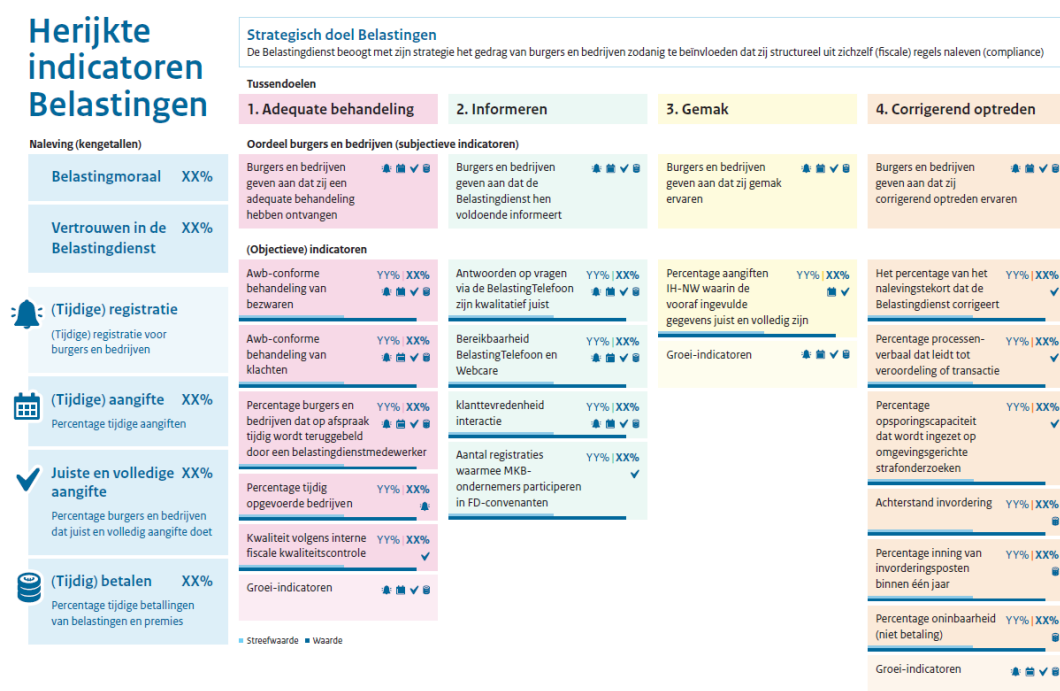 Herijkte
indicatoren
Belastingen
Strategisch doel Belastingen
De Belastingdienst beoogt met zijn strategie het gedrag van burgers en bedrijven zodanig te beïnvloeden dat zij structureel uit zichzelf (fiscale) regels naleven (compliance)
Tussendoelen
1. Adequate behandeling
2. Informeren
3. Gemak
4. Corrigerend optreden
Naleving (kengetallen)
Belastingmoraal XX%
Vertrouwen in de XX%
Belastingdienst
(Tijdige) registratie
(Tijdige) registratie voor
burgers en bedrijven
(Tijdige) aangifte XX%
Percentage tijdige aangiften
Juiste en volledige XX%
aangifte
Percentage burgers en bedrijven
dat juist en volledig aangifte doet
(Tijdig) betalen XX%
Percentage tijdige betallingen
van belastingen en premies
Oordeel burgers en bedrijven (subjectieve indicatoren)
Burgers en bedrijven
geven aan dat zij een
adequate behandeling
hebben ontvangen
Burgers en bedrijven
geven aan dat de
Belastingdienst hen
voldoende informeert
Burgers en bedrijven
geven aan dat zij gemak
ervaren
Burgers en bedrijven
geven aan dat zij
corrigerend optreden ervaren
(Objectieve) indicatoren
Awb-conforme YY% | XX%
behandeling van
bezwaren
Awb-conforme YY% | XX%
behandeling van
klachten
Percentage burgers en YY% | XX%
bedrijven dat op afspraak
tijdig wordt teruggebeld
door een belastingdienstmedewerker
Percentage tijdig YY% | XX%
opgevoerde bedrijven
Kwaliteit volgens interne YY% | XX%
fiscale kwaliteitscontrole
Groei-indicatoren
Antwoorden op vragen YY% | XX%
via de BelastingTelefoon
zijn kwalitatief juist
Bereikbaarheid YY% | XX%
BelastingTelefoon en
Webcare
klanttevredenheid YY% | XX%
interactie
Aantal registraties YY% | XX%
waarmee MKB-
ondernemers participeren
in FD-convenanten
Percentage aangiften YY% | XX%
IH-NW waarin de
vooraf ingevulde
gegevens juist en volledig zijn
Groei-indicatoren
Het percentage van het YY% | XX%
nalevingstekort dat de
Belastingdienst corrigeert
Percentage processen- YY% | XX%
verbaal dat leidt tot
veroordeling of transactie
Percentage YY% | XX%
opsporingscapaciteit
dat wordt ingezet op
omgevingsgerichte
strafonderzoeken
Achterstand invordering YY% | XX%
Percentage inning van YY% | XX%
invorderingsposten
binnen één jaar
Percentage oninbaarheid YY% | XX%
(niet betaling)
Groei-indicatoren
Streefwaarde Waarde